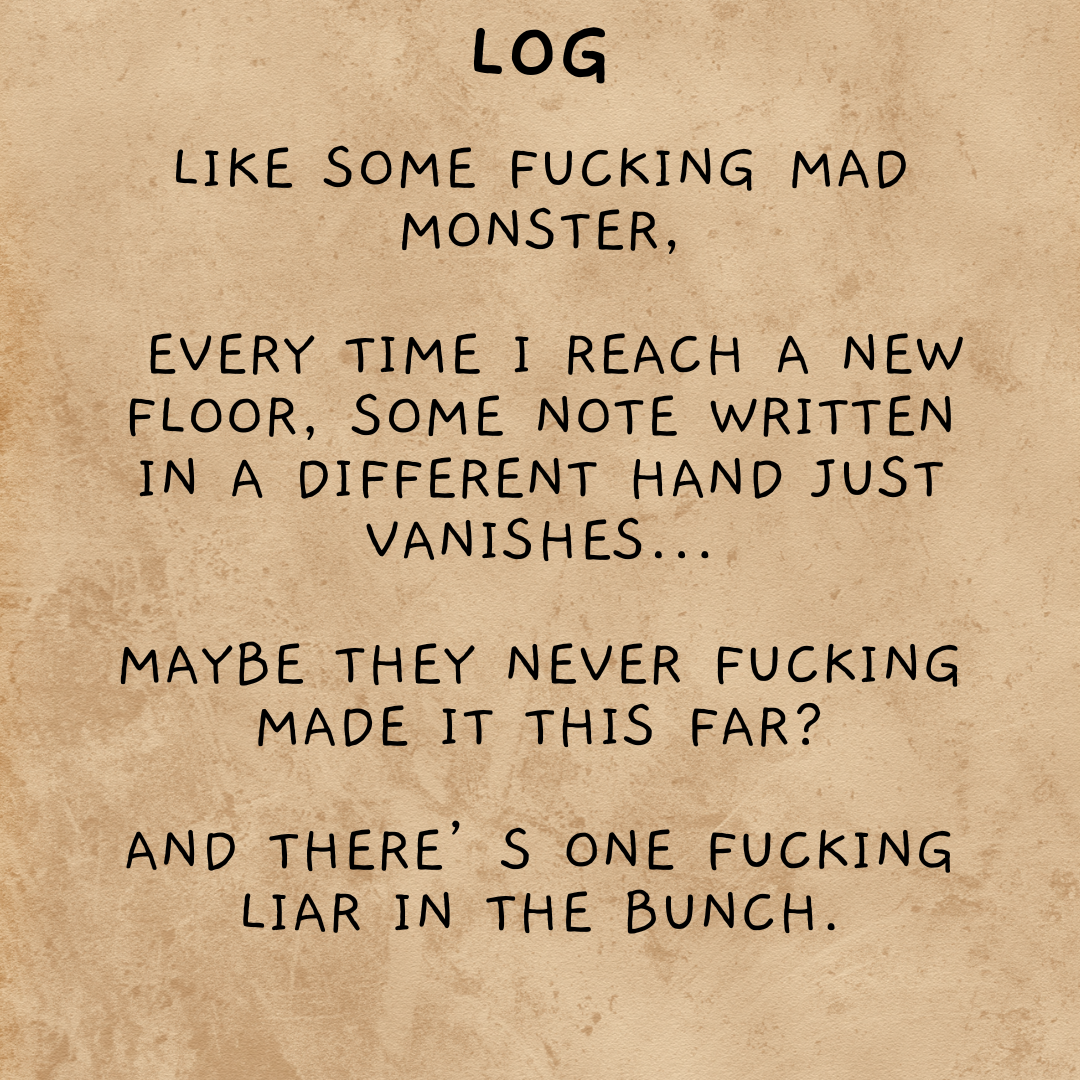 LOG
LIKE SOME FUCKING MAD
MONSTER,
EVERY TIME I REACH A NEW
FLOOR, SOME NOTE WRITTEN
IN A DIFFERENT HAND JUST
VANISHES...
MAYBE THEY NEVER FUCKING
MADE IT THIS FAR?
AND THERE’ S ONE FUCKING
LIAR IN THE BUNCH.